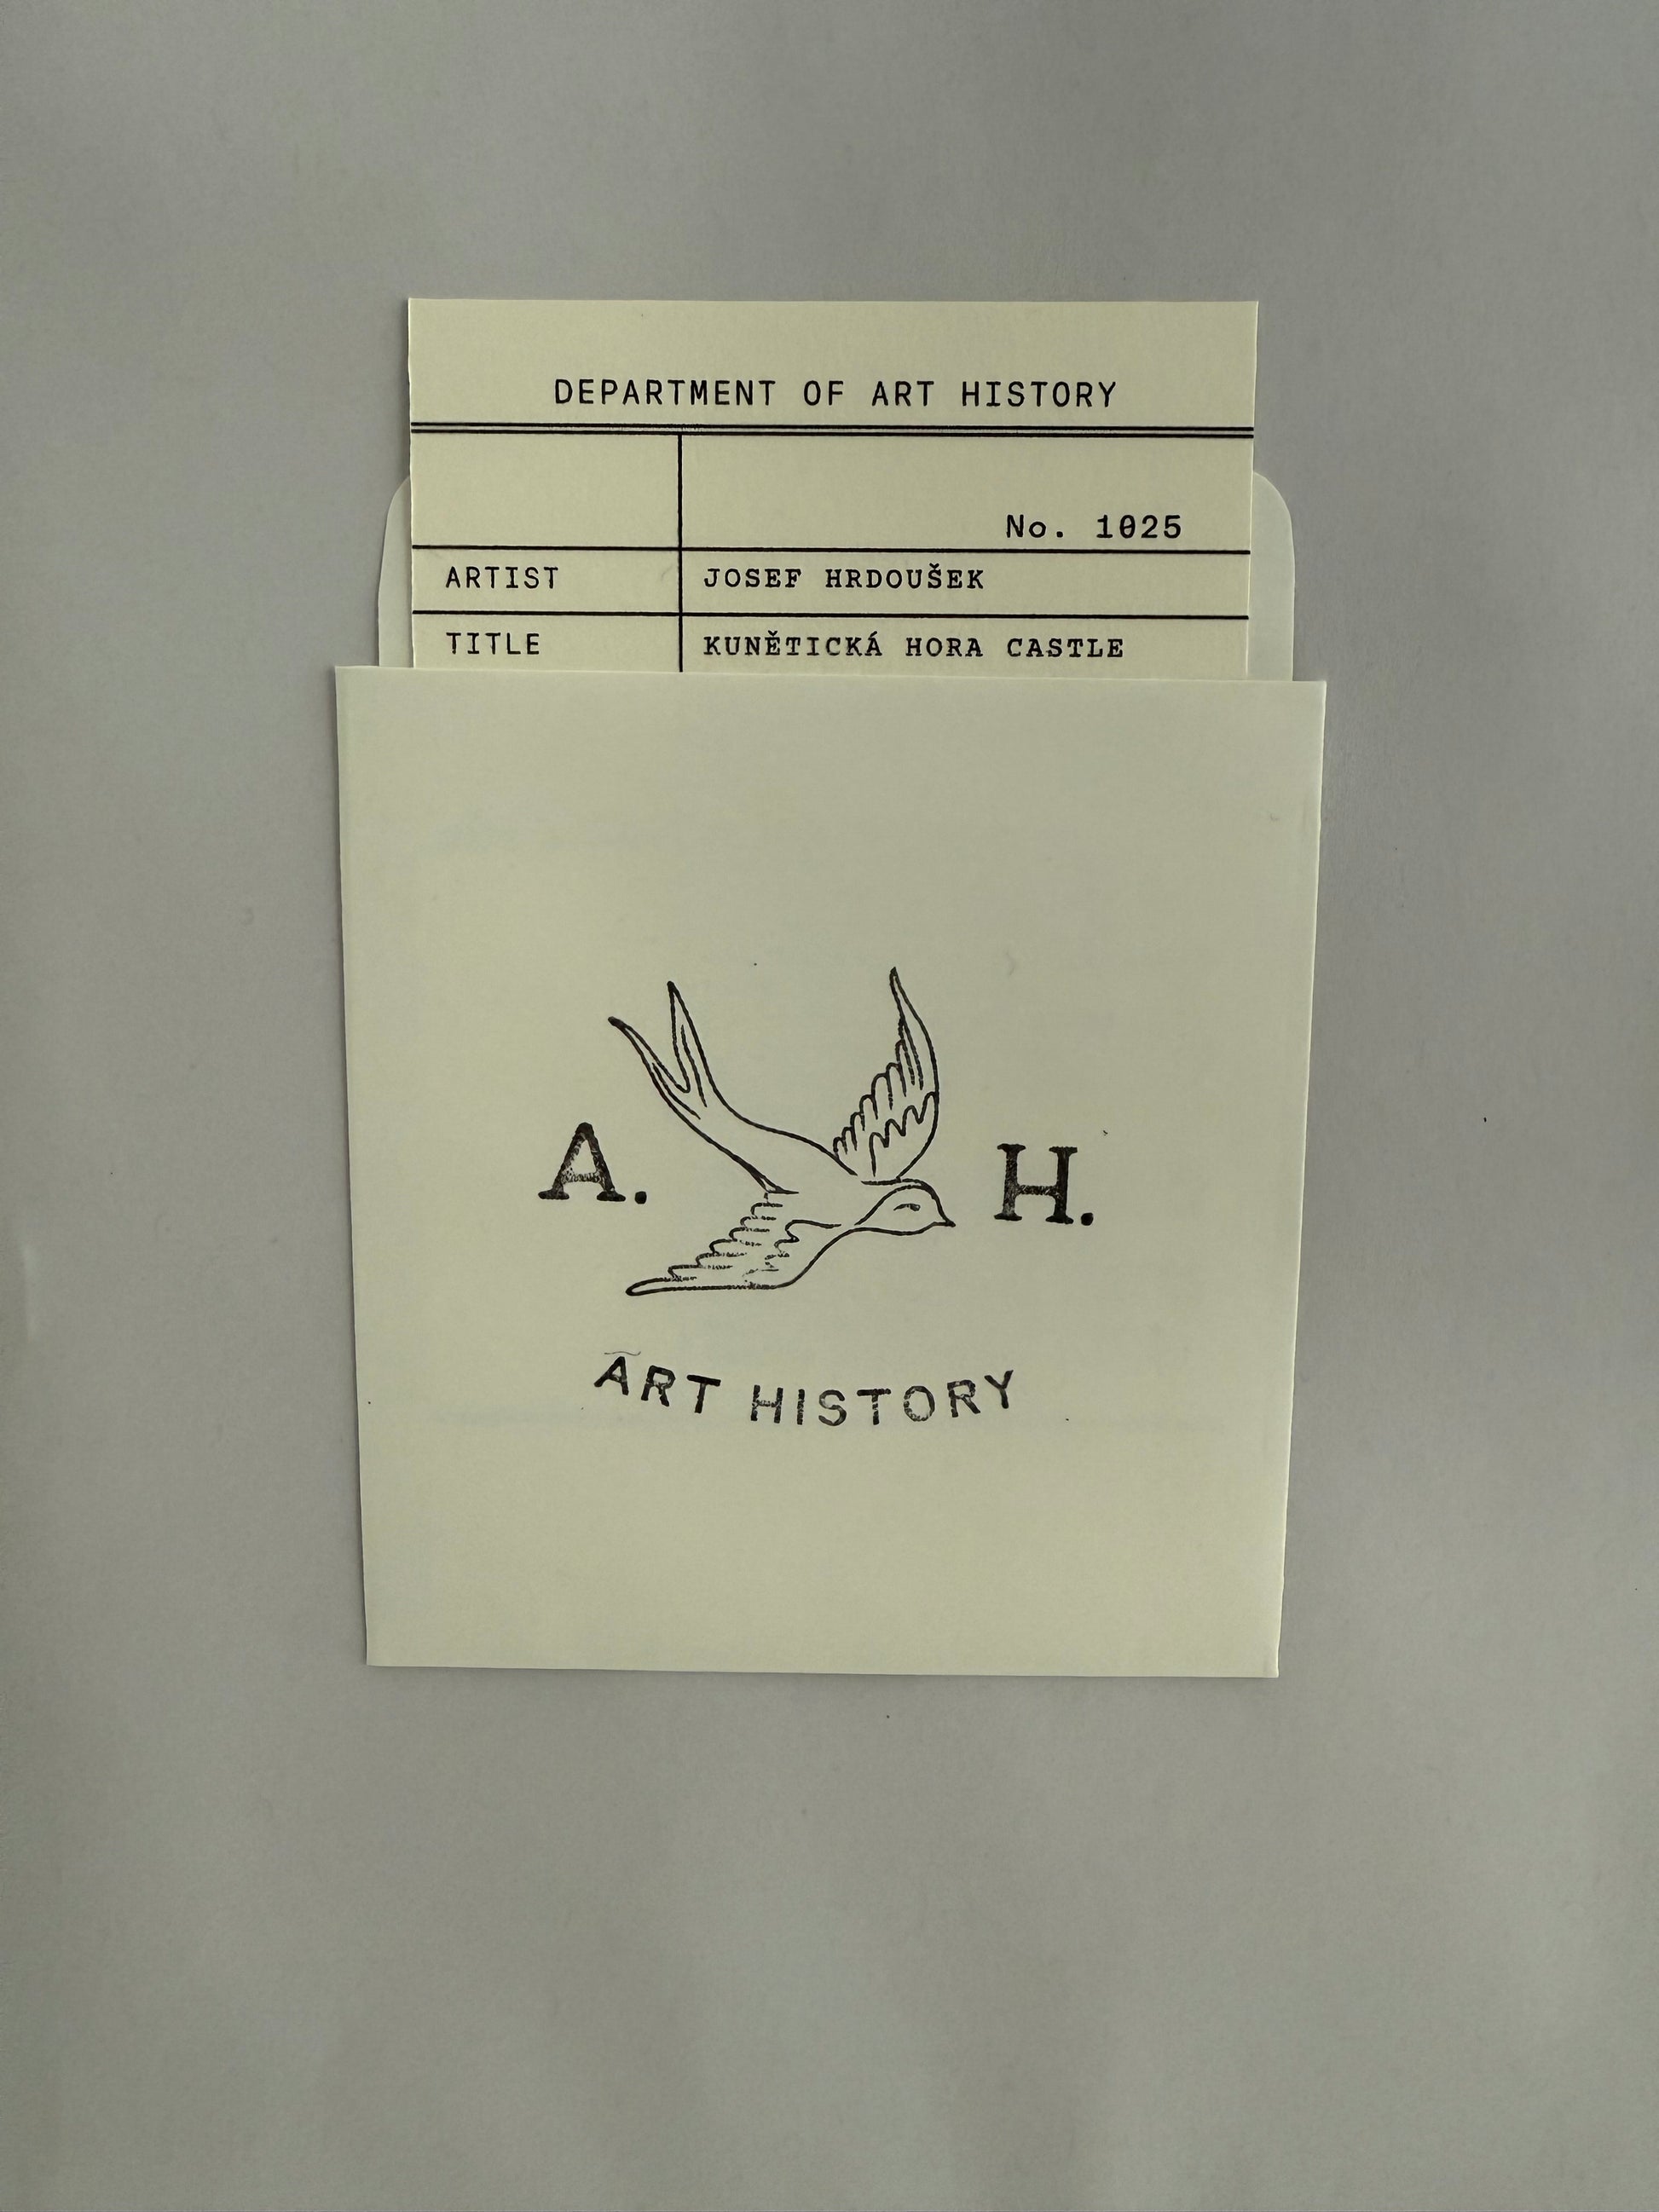 DEPARTMENT OF ART HISTORY
No. 1025
ARTIST JOSEF HRDOUŠEK
TITLE KUNĚTICKÁ HORA CASTLE
A. H.
ART HISTORY